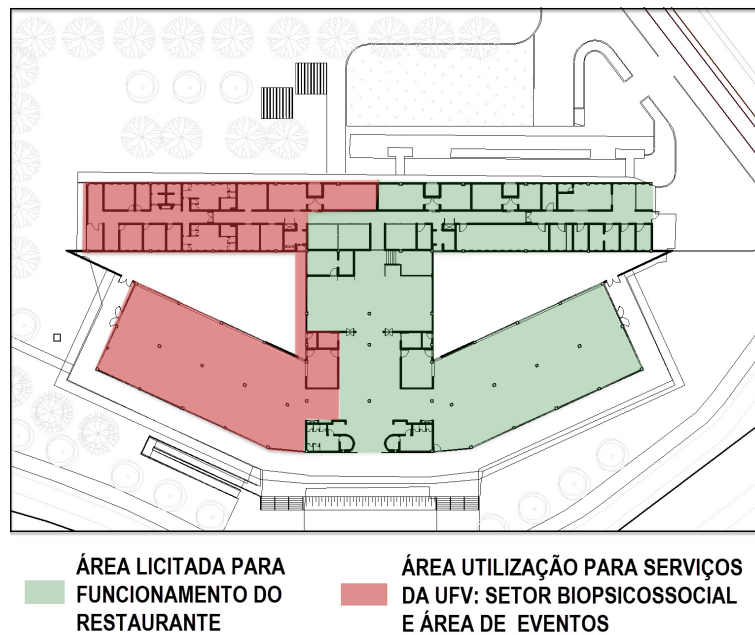 ÁREA LICITADA PARA
FUNCIONAMENTO DO
RESTAURANTE
ÁREA UTILIZAÇÃO PARA SERVIÇOS
DA UFV: SETOR BIOPSICOSSOCIAL
E ÁREA DE EVENTOS